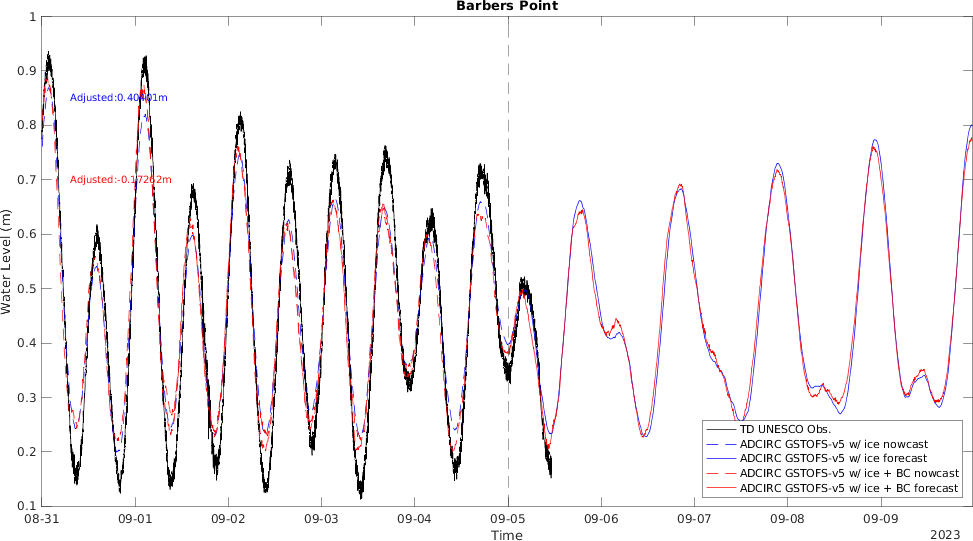 Barbers Point
1
0.9
0.8
0.7
0.6
0.5
0.4
0.3
0.2
0.1
Water Level (m)
Adjusted:0.40401m
Adjusted:-0.17262m
TD UNESCO Obs.
ADCIRC GSTOFS-v5 w/ ice nowcast
ADCIRC GSTOFS-v5 w/ ice forecast
ADCIRC GSTOFS-v5 w/ ice + BC nowcast
ADCIRC GSTOFS-v5 w/ ice + BC forecast
08-31 09-01 09-02 09-03 09-04 09-05 09-06 09-07 09-08 09-09
Time
2023